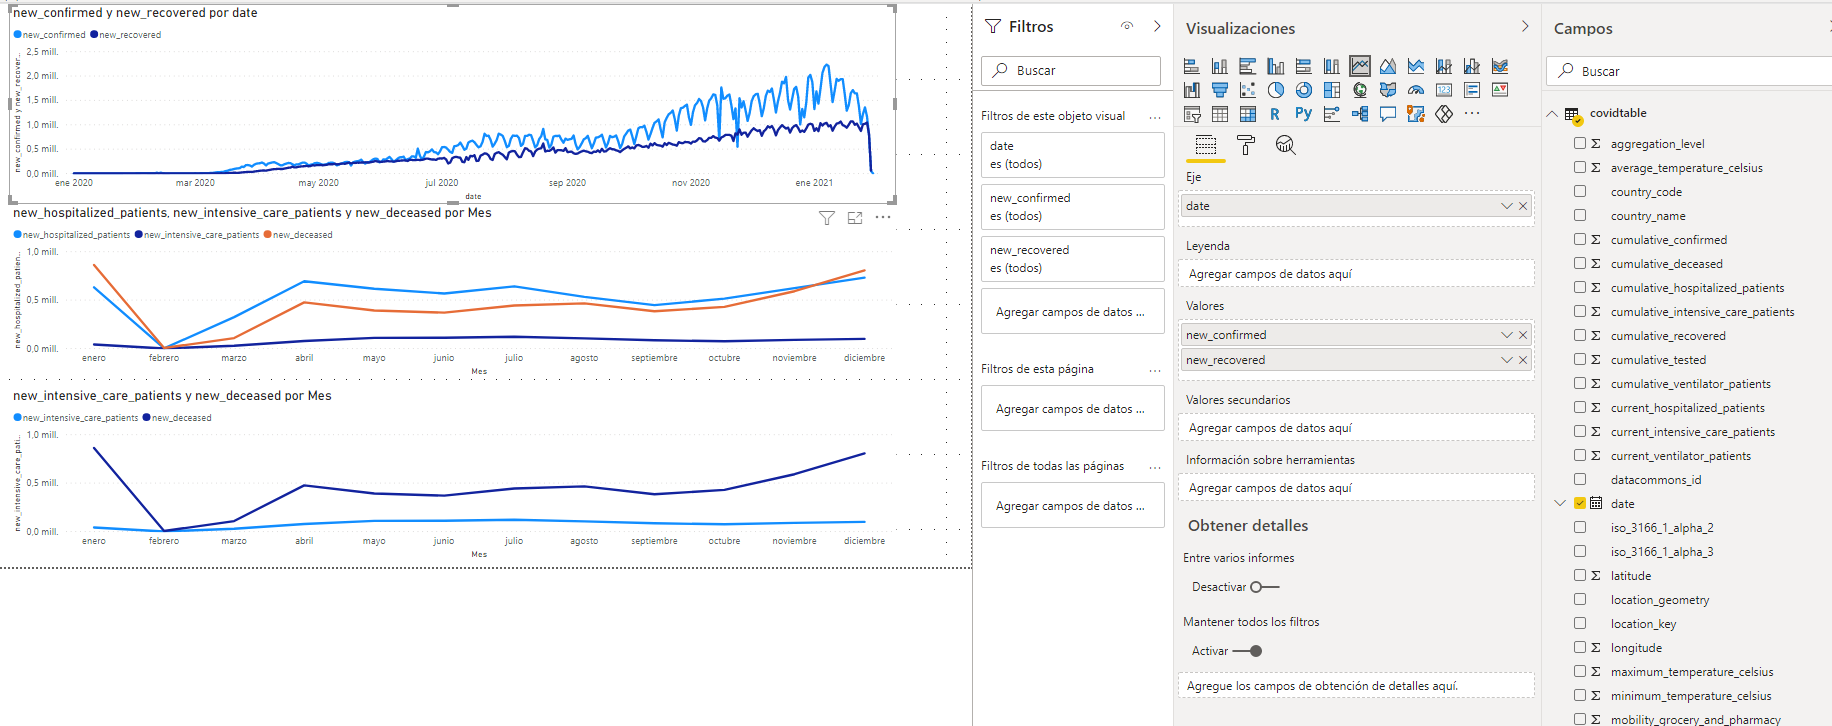 new_confirmed y new_recovered por date
new_confirmed new_recovered
new_confirmed y new_recover...
2,5 mill.
2,0 mill.
1,5 mill.
1,0 mill.
0,5 mill.
0,0 mill.
ene 2020 mar 2020 may 2020 jul 2020 sep 2020 nov 2020 ene 2021
date
new_hospitalized_patients, new_intensive_care_patients y new_deceased por Mes
new_hospitalized_patients new_intensive_care_patients new_deceased
new_hospitalized_patien...
1,0 mill.
0,5 mill.
0,0 mill.
enero febrero marzo abril mayo junio julio agosto septiembre octubre noviembre diciembre
Mes
new_intensive_care_patients y new_deceased por Mes
new_intensive_care_patients new_deceased
new_intensive_care_pati...
1,0 mill.
0,5 mill.
0,0 mill.
enero febrero marzo abril mayo junio julio agosto septiembre octubre noviembre diciembre
Mes
Filtros
Buscar
Filtros de este objeto visual ...
date
es (todos)
new_confirmed
es (todos)
new_recovered
es (todos)
Agregar campos de datos ...
Filtros de esta página ...
Agregar campos de datos ...
Filtros de todas las páginas ...
Agregar campos de datos ...
Visualizaciones
123
R Py ...
Eje
date
Leyenda
Agregar campos de datos aquí
Valores
new_confirmed
new_recovered
Valores secundarios
Agregar campos de datos aquí
Información sobre herramientas
Agregar campos de datos aquí
Obtener detalles
Entre varios informes
Desactivar
Mantener todos los filtros
Activar
Agregue los campos de obtención de detalles aquí.
Campos
Buscar
covidtable
aggregation_level
average_temperature_celsius
country_code
country_name
cumulative_confirmed
cumulative_deceased
cumulative_hospitalized_patients
cumulative_intensive_care_patients
cumulative_recovered
cumulative_tested
cumulative_ventilator_patients
current_hospitalized_patients
current_intensive_care_patients
current_ventilator_patients
datacommons_id
date
iso_3166_1_alpha_2
iso_3166_1_alpha_3
latitude
location_geometry
location_key
longitude
maximum_temperature_celsius
minimum_temperature_celsius
mobility_grocery_and_pharmacy